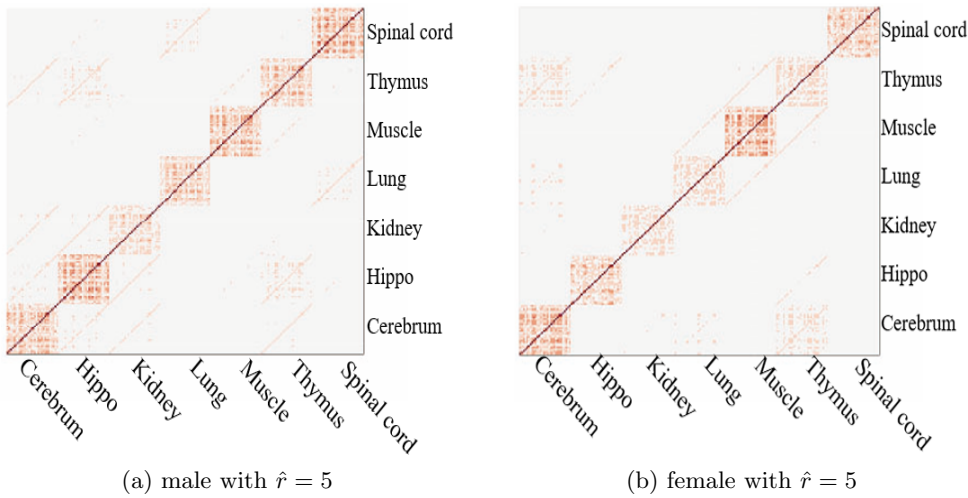 Spinal cord
Thymus
Muscle
Lung
Kidney
Hippo
Cerebrum
Cerebrum
Hippo
Kidney
Lung
Muscle
Thymus
Spinal cord
(a) male with r̂ = 5
Spinal cord
Thymus
Muscle
Lung
Kidney
Hippo
Cerebrum
Cerebrum
Hippo
Kidney
Lung
Muscle
Thymus
Spinal cord
(b) female with r̂ = 5